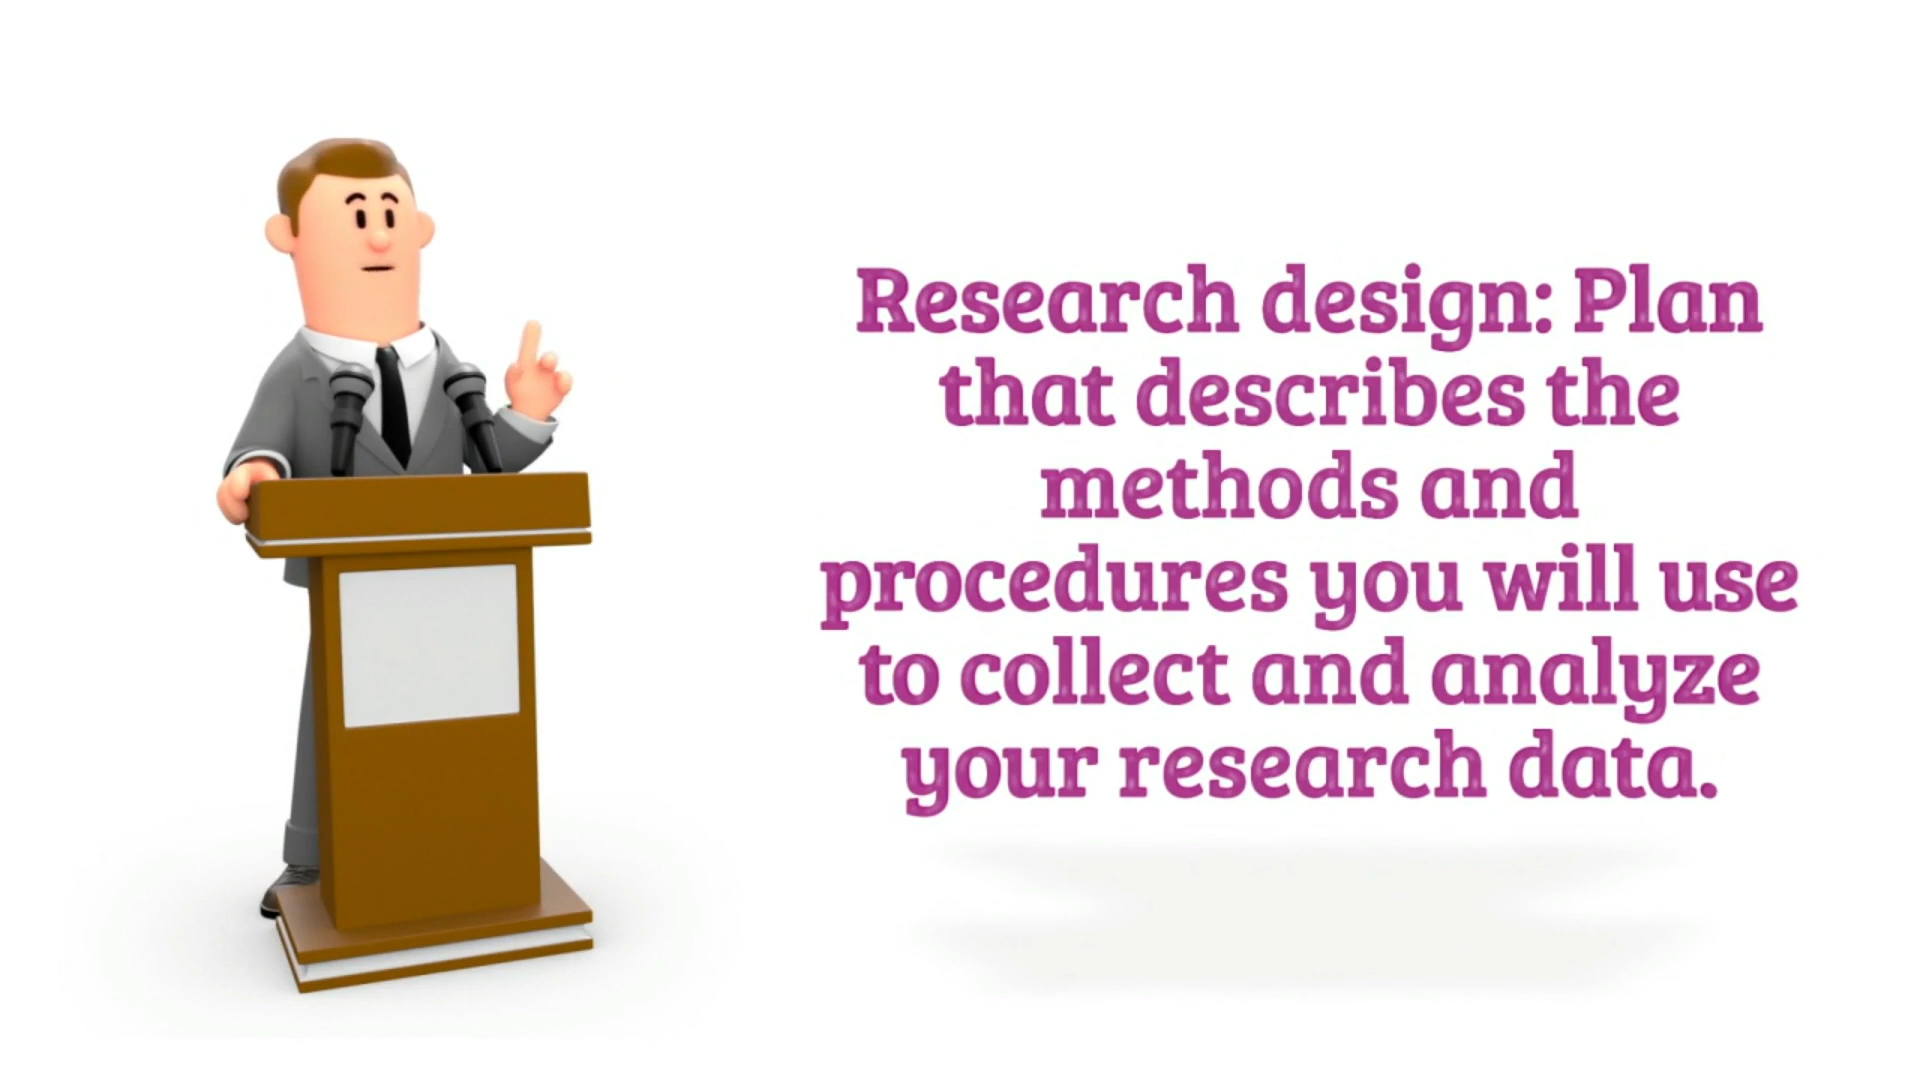 Research design: Plan
that describes the
methods and
procedures you will use
to collect and analyze
your research data.